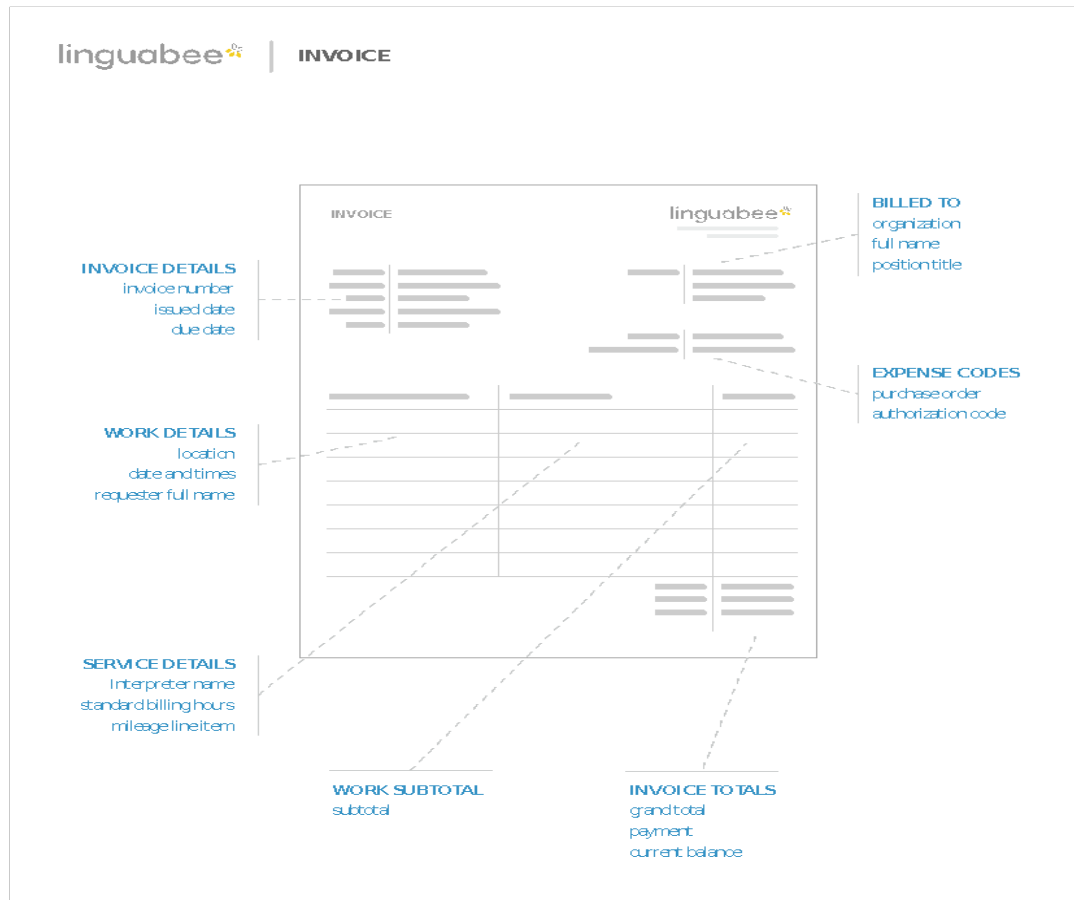 linguabee
INVOICE
INVOICE
linguabee
BILLED TO
organization
full name
position title
INVOICE DETAILS
invoice number
issued date
due date
EXPENSE CODES
purchase order
authorization code
WORK DETAILS
location
date and times
requester full name
SERVICE DETAILS
Interpreter name
standard billing hours
mileage line item
WORK SUBTOTAL
subtotal
INVOICE TOTALS
grand total
payment
current balance